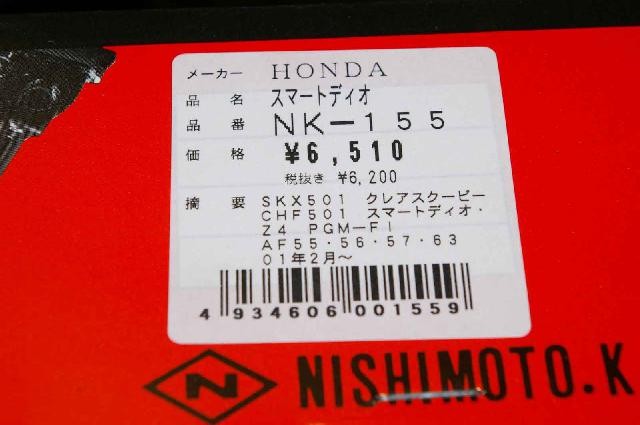 メーカー HONDA
品 名 スマートディオ
品 番 NK-155
価 格 ¥6,510
税抜き ¥6,200
摘 要 SKX501 クレアスクーピー
CHF501 スマートディオ・
Z4 PGM-FI
AF55・56・57・63
01年2月〜
4 934606 001559
N NISHIMOTO.K